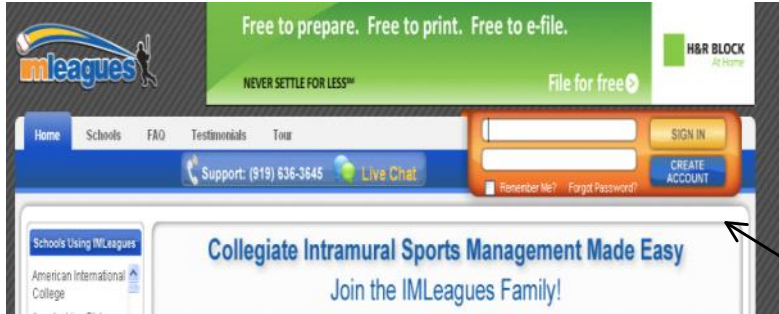 Free to prepare. Free to print. Free to e-file.
H&R BLOCK
At Home
imleagues
NEVER SETTLE FOR LESS℠
File for free
Home Schools FAQ Testimonials Tour
SIGN IN
Support: (919) 636-3645 Live Chat
CREATE ACCOUNT
Remember Me? Forgot Password?
Schools Using IMLeagues
American International
College
Collegiate Intramural Sports Management Made Easy
Join the IMLeagues Family!